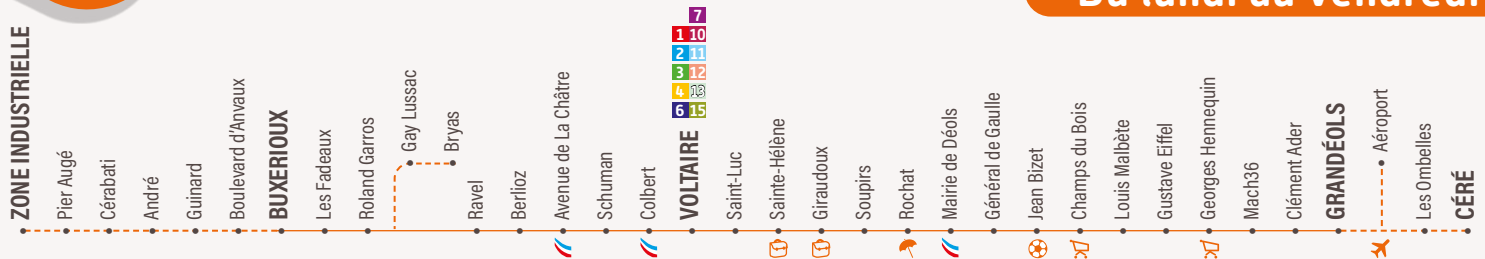 Du lundi au vendredi
7
1 10
2 11
3 12
4 13
6 15
ZONE INDUSTRIELLE
Pier Augé
Cérabati
André
Guinard
Boulevard d'Anvaux
BUXERIOUX
Les Fadeaux
Roland Garros
Gay Lussac
Bryas
Ravel
Berlioz
Avenue de La Châtre
Schuman
Colbert
VOLTAIRE
Saint-Luc
Sainte-Hélène
Giraudoux
Soupirs
Rochat
Mairie de Déols
Général de Gaulle
Jean Bizet
Champs du Bois
Louis Malbète
Gustave Eiffel
Georges Hennequin
Mach36
Clément Ader
GRANDÉOLS
Aéroport
Les Ombelles
CÉRÉ